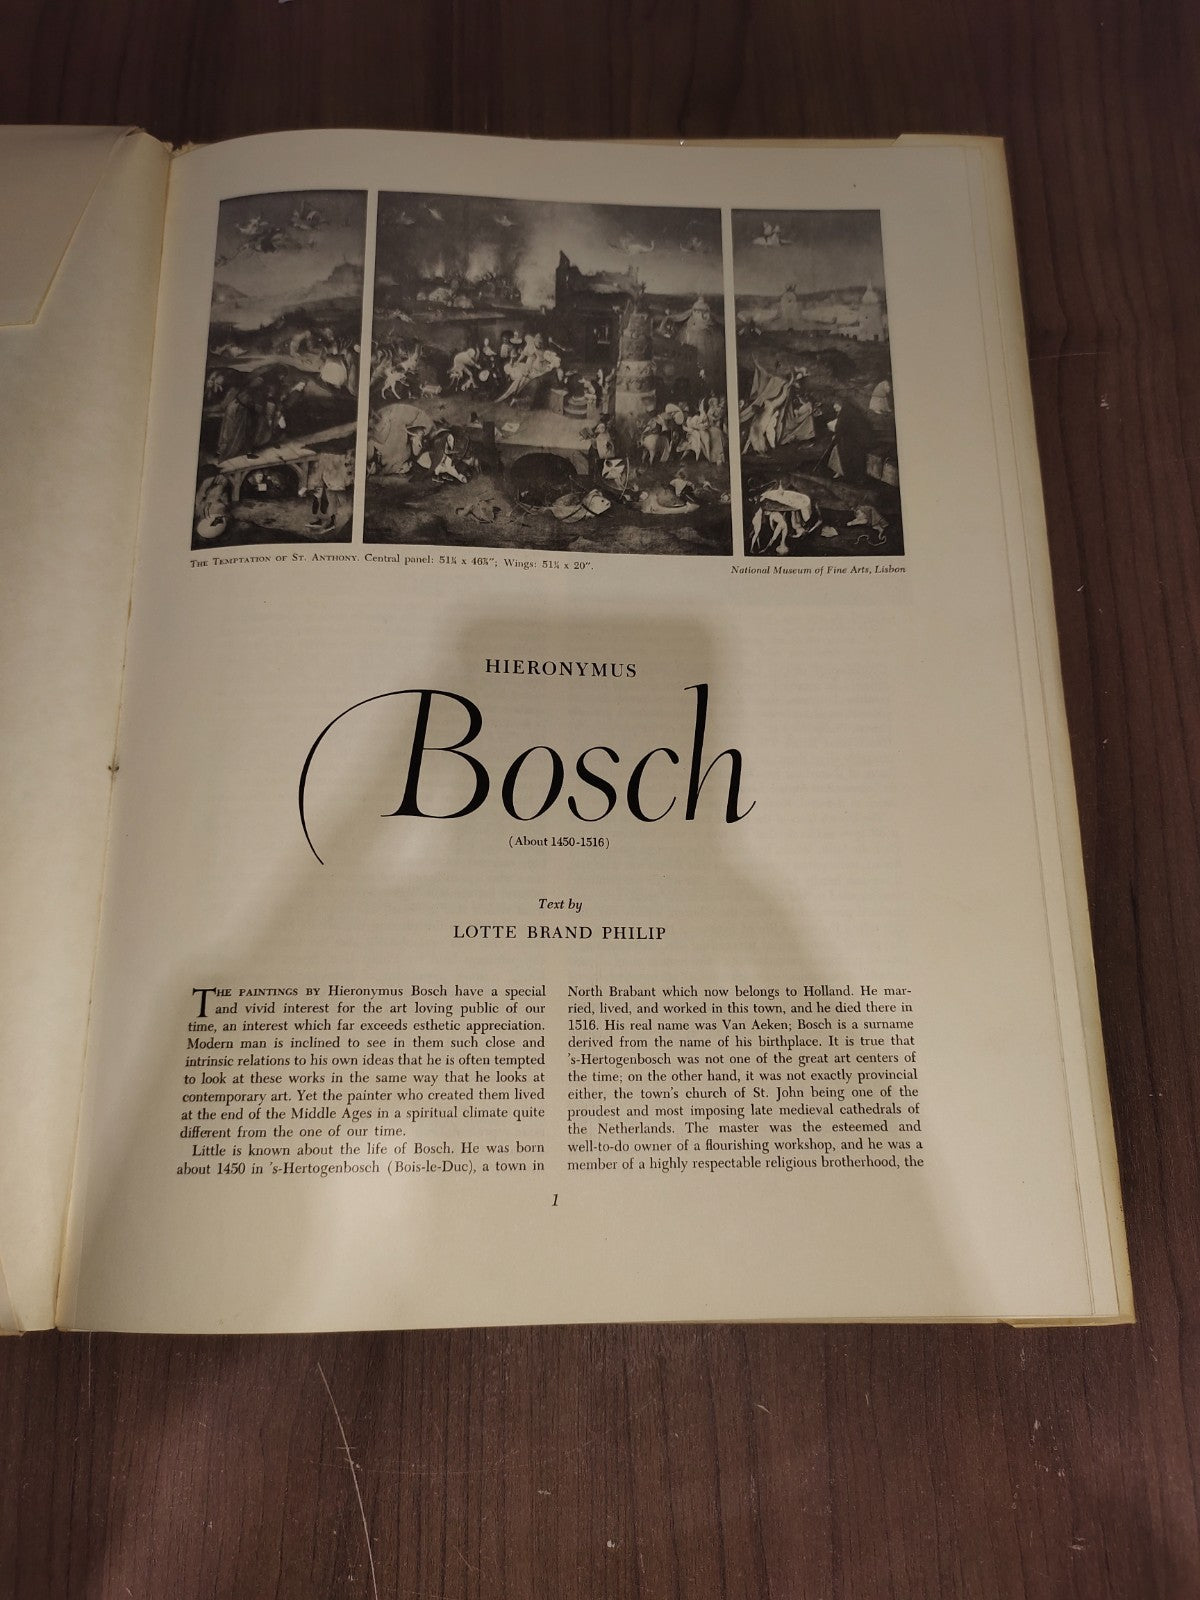 THE TEMPTATION OF ST. ANTHONY. Central panel: 51¾ x 46⅞"; Wings: 51¾ x 20".
National Museum of Fine Arts, Lisbon
HIERONYMUS
Bosch
(About 1450-1516)
Text by
LOTTE BRAND PHILIP
THE PAINTINGS BY Hieronymus Bosch have a special
and vivid interest for the art loving public of our
time, an interest which far exceeds esthetic appreciation.
Modern man is inclined to see in them such close and
intrinsic relations to his own ideas that he is often tempted
to look at these works in the same way that he looks at
contemporary art. Yet the painter who created them lived
at the end of the Middle Ages in a spiritual climate quite
different from the one of our time.
Little is known about the life of Bosch. He was born
about 1450 in 's-Hertogenbosch (Bois-le-Duc), a town in
North Brabant which now belongs to Holland. He mar-
ried, lived, and worked in this town, and he died there in
1516. His real name was Van Aeken; Bosch is a surname
derived from the name of his birthplace. It is true that
's-Hertogenbosch was not one of the great art centers of
the time; on the other hand, it was not exactly provincial
either, the town's church of St. John being one of the
proudest and most imposing late medieval cathedrals of
the Netherlands. The master was the esteemed and
well-to-do owner of a flourishing workshop, and he was a
member of a highly respectable religious brotherhood, the
1